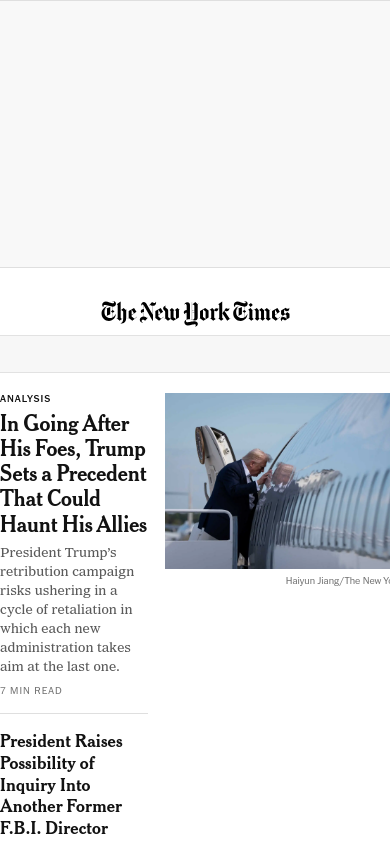 The New York Times
ANALYSIS
In Going After
His Foes, Trump
Sets a Precedent
That Could
Haunt His Allies
President Trump's
retribution campaign
risks ushering in a
cycle of retaliation in
which each new
administration takes
aim at the last one.
7 MIN READ
Haiyun Jiang/The New Yo
President Raises
Possibility of
Inquiry Into
Another Former
F.B.I. Director